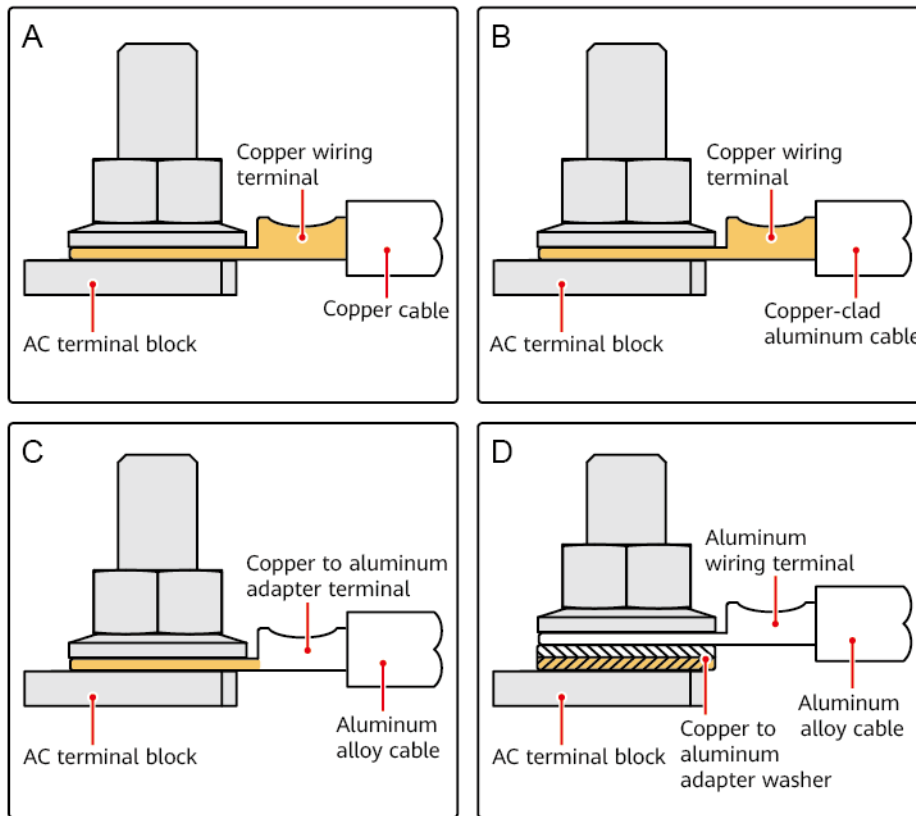 A
Copper wiring
terminal
Copper cable
AC terminal block
B
Copper wiring
terminal
Copper-clad
aluminum cable
AC terminal block
C
Copper to aluminum
adapter terminal
Aluminum
alloy cable
AC terminal block
D
Aluminum
wiring terminal
Aluminum
alloy cable
Copper to
aluminum
adapter washer
AC terminal block